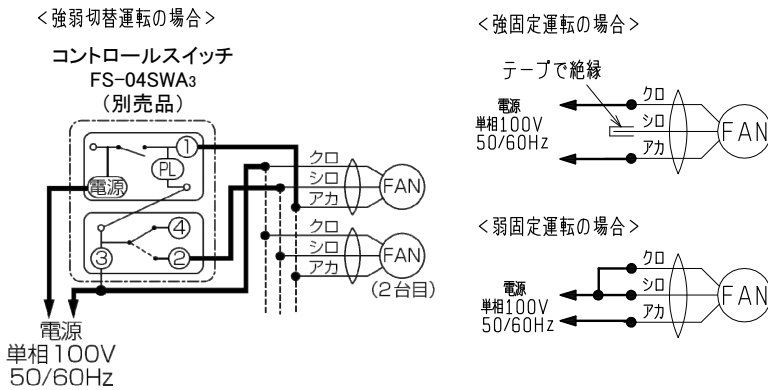 ＜強弱切替運転の場合＞
コントロールスイッチ
FS-04SWA3
（別売品）
①
PL
電源
④
③
②
電源
単相100V
50/60Hz
クロ
シロ
アカ
FAN
クロ
シロ
アカ
FAN
(2台目)
＜強固定運転の場合＞
テープで絶縁
電源
単相100V
50/60Hz
クロ
シロ
アカ
FAN
＜弱固定運転の場合＞
電源
単相100V
50/60Hz
クロ
シロ
アカ
FAN